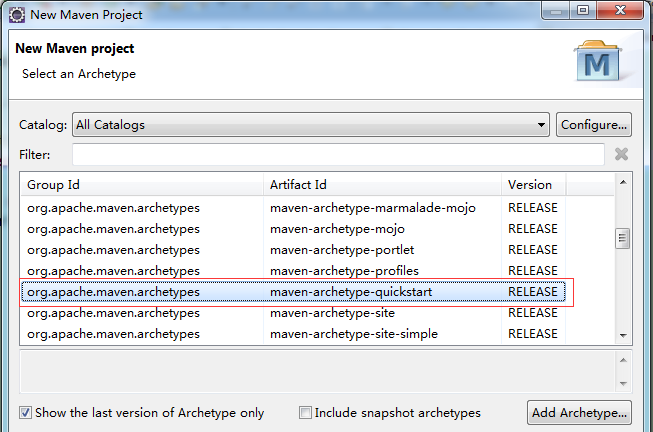 New Maven Project
New Maven project
Select an Archetype
M
Catalog: All Catalogs Configure...
Filter:
Group Id Artifact Id Version
org.apache.maven.archetypes maven-archetype-marmalade-mojo RELEASE
org.apache.maven.archetypes maven-archetype-mojo RELEASE
org.apache.maven.archetypes maven-archetype-portlet RELEASE
org.apache.maven.archetypes maven-archetype-profiles RELEASE
org.apache.maven.archetypes maven-archetype-quickstart RELEASE
org.apache.maven.archetypes maven-archetype-site RELEASE
org.apache.maven.archetypes maven-archetype-site-simple RELEASE
Show the last version of Archetype only Include snapshot archetypes Add Archetype...